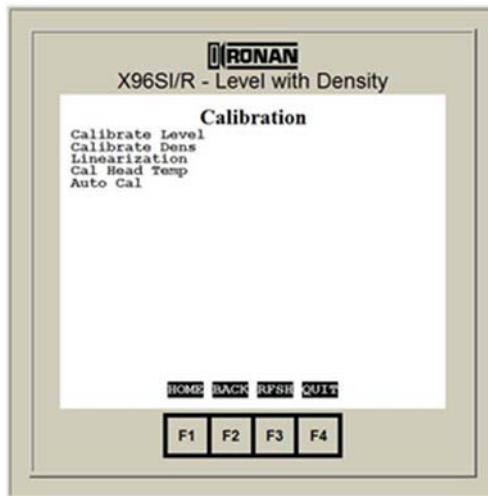 RONAN
X96SI/R - Level with Density
Calibration
Calibrate Level
Calibrate Dens
Linearization
Cal Head Temp
Auto Cal
HOME BACK RFSH QUIT
F1 F2 F3 F4